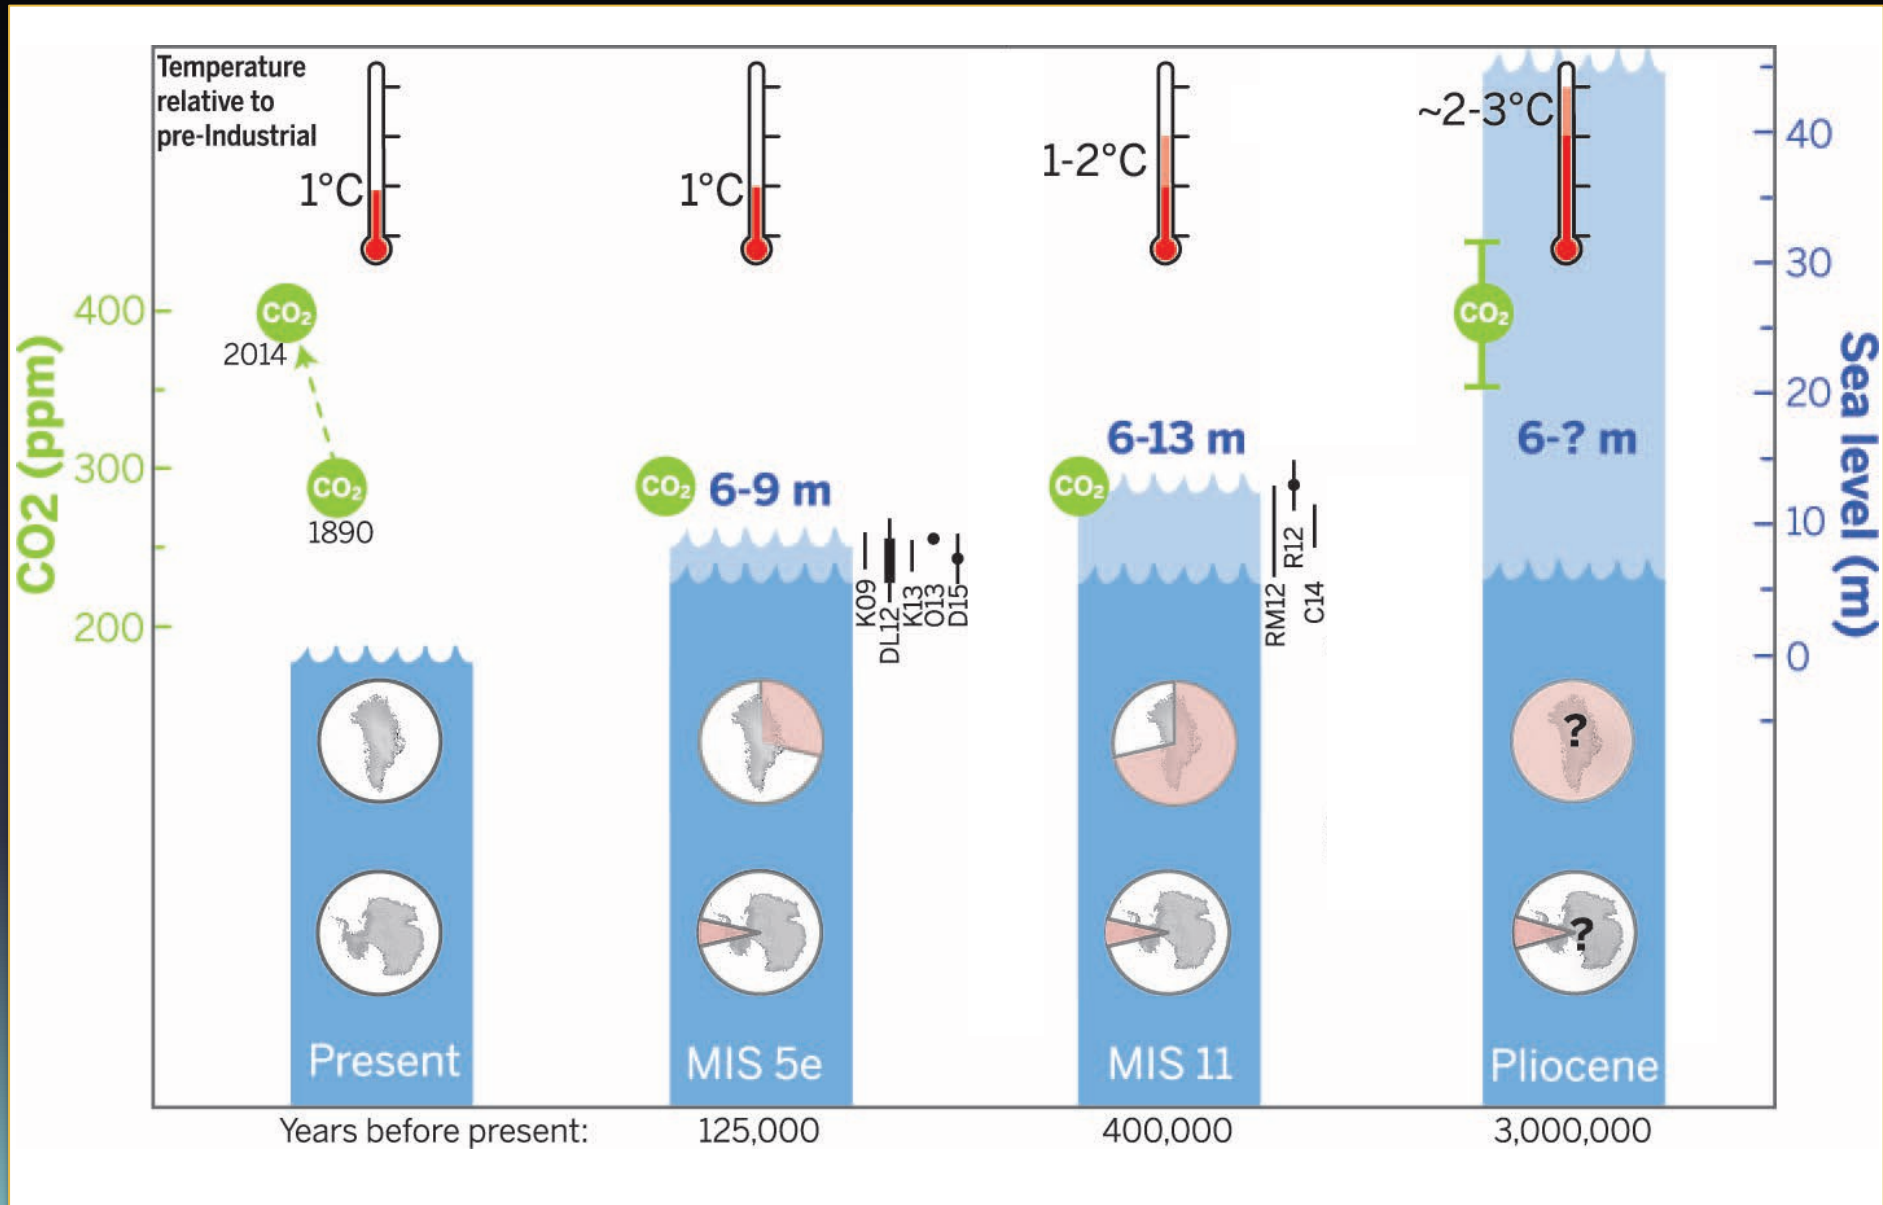 Temperature
relative to
pre-Industrial
1°C
1°C
1-2°C
~2-3°C
CO2 (ppm)
400
300
200
CO₂
2014
CO₂
1890
CO₂
6-9 m
K09
DL12
K13
O13
D15
CO₂
6-13 m
RM12
R12
C14
CO₂
6-? m
?
?
40
30
20
10
0
Sea level (m)
Present
MIS 5e
MIS 11
Pliocene
Years before present:
125,000
400,000
3,000,000